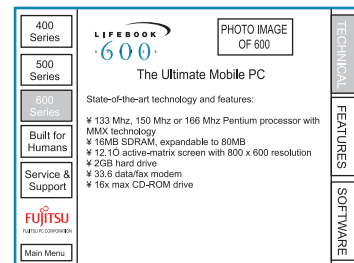 400
Series
500
Series
600
Series
Built for
Humans
Service &
Support
FUJITSU
FUJITSU PC CORPORATION
Main Menu
LIFEBOOK
·600·
PHOTO IMAGE
OF 600
The Ultimate Mobile PC
State-of-the-art technology and features:
¥ 133 Mhz, 150 Mhz or 166 Mhz Pentium processor with
MMX technology
¥ 16MB SDRAM, expandable to 80MB
¥ 12.1Ó active-matrix screen with 800 x 600 resolution
¥ 2GB hard drive
¥ 33.6 data/fax modem
¥ 16x max CD-ROM drive
TECHNICAL
FEATURES
SOFTWARE